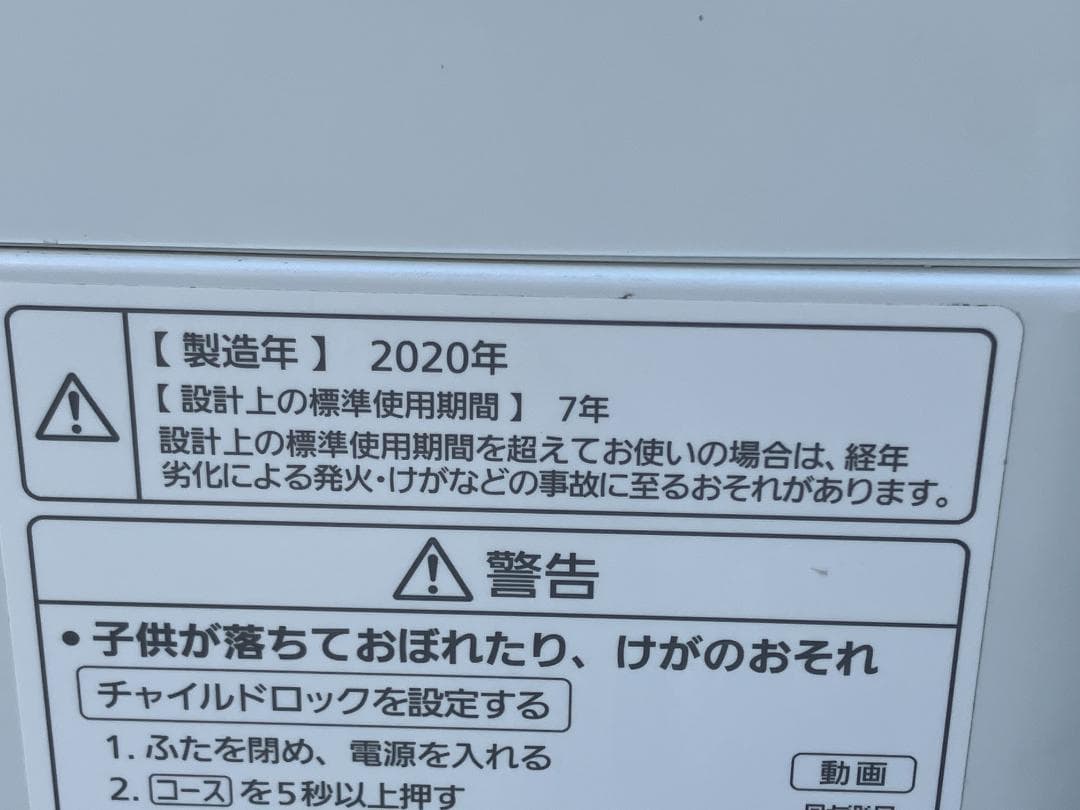 【 製造年 】 2020年
【 設計上の標準使用期間 】 7年
設計上の標準使用期間を超えてお使いの場合は、経年
劣化による発火・けがなどの事故に至るおそれがあります。
警告
• 子供が落ちておぼれたり、けがのおそれ
チャイルドロックを設定する
1. ふたを閉め、電源を入れる
2. コース を5秒以上押す
動画